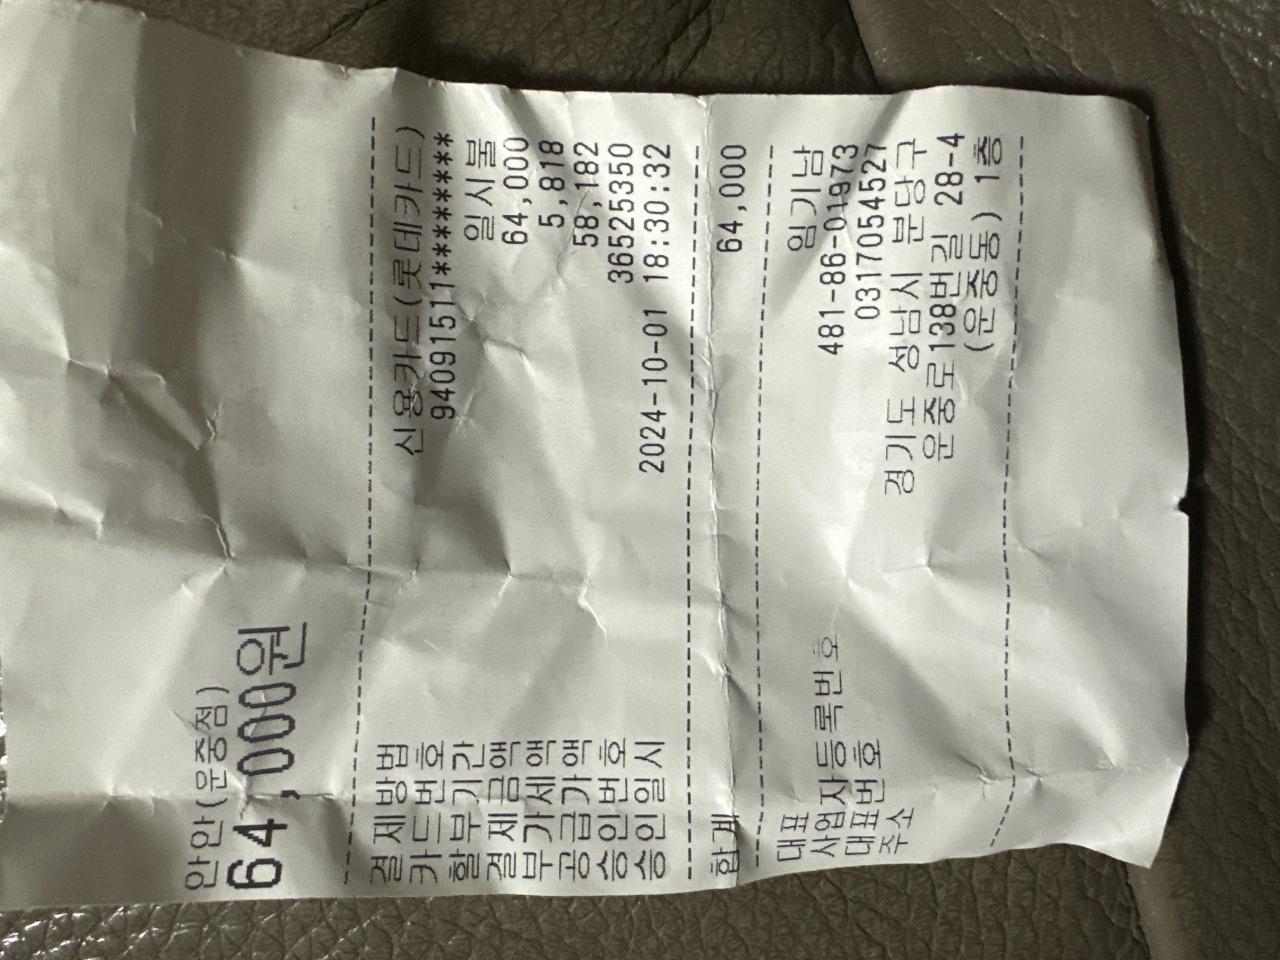 안안(운중점)
64,000원
결제방법 신용카드(롯데카드)
카드번호 94091511********
할부기간 일시불
결제금액 64,000
부가세액 5,818
공급가액 58,182
승인번호 36525350
승인일시 2024-10-01 18:30:32
합계 64,000
대표 임기남
사업자등록번호 481-86-01973
대표번호 0317054527
주소 경기도 성남시 분당구
운중로138번길 28-4
(운중동) 1층